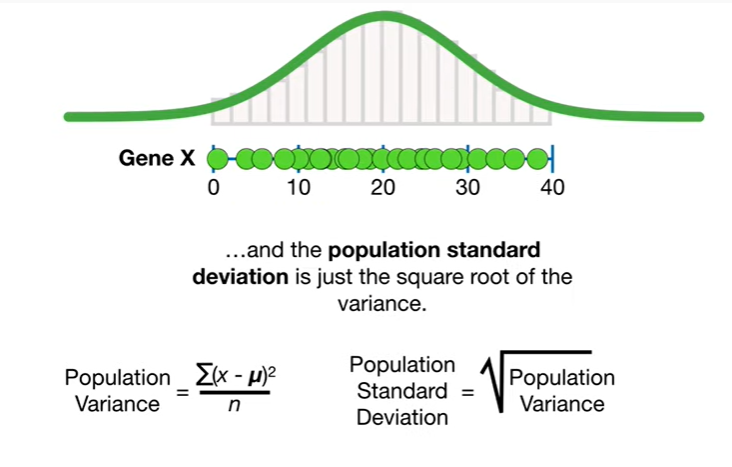 Gene X
0 10 20 30 40
…and the population standard
deviation is just the square root of the
variance.
Population
Variance
=
∑(x - μ)²
n
Population
Standard
Deviation
=
√
Population
Variance